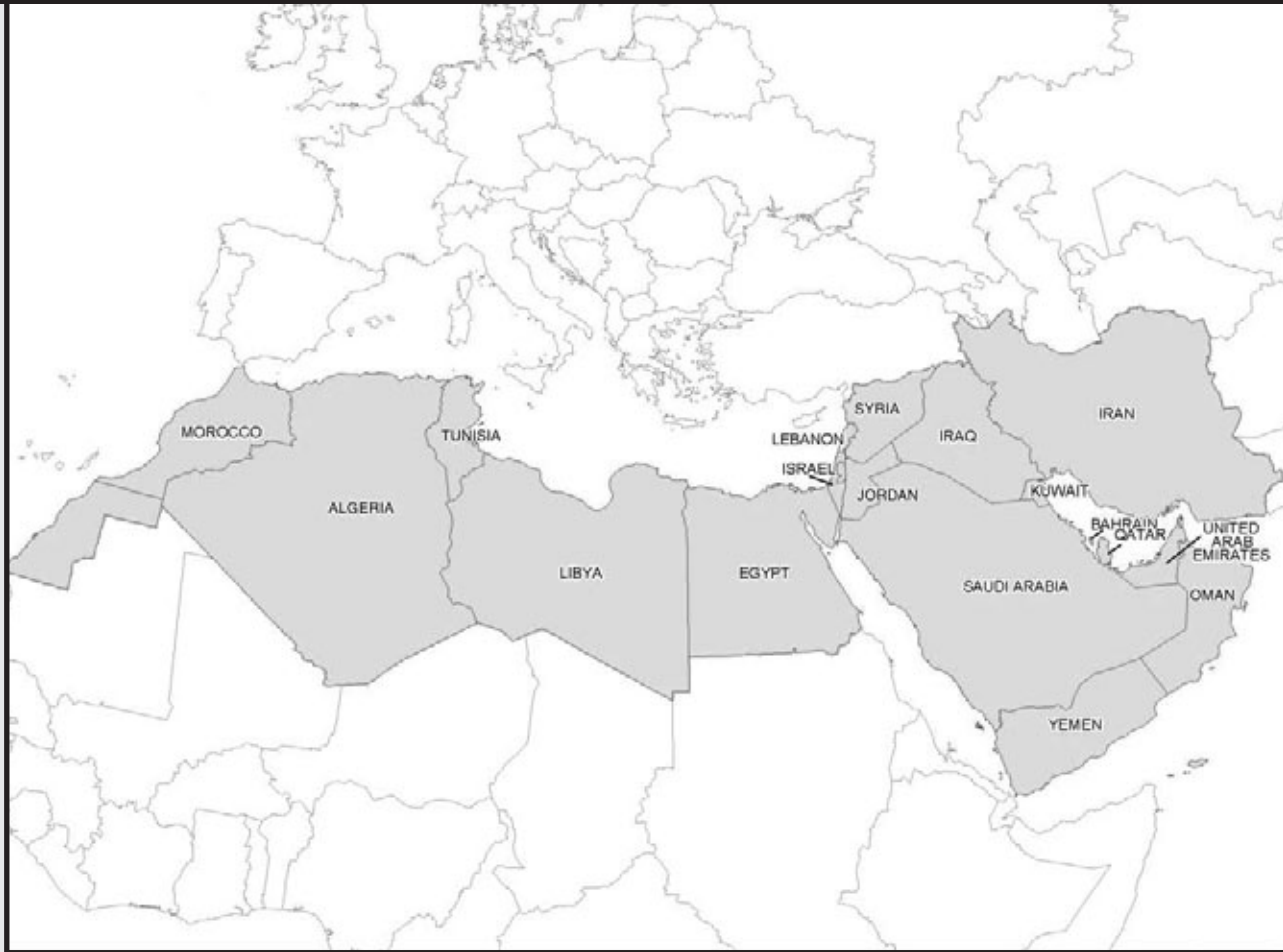 SYRIA
IRAN
MOROCCO
TUNISIA
LEBANON
IRAQ
ISRAEL
JORDAN
KUWAIT
ALGERIA
BAHRAIN
QATAR
UNITED
ARAB
EMIRATES
LIBYA
EGYPT
SAUDI ARABIA
OMAN
YEMEN